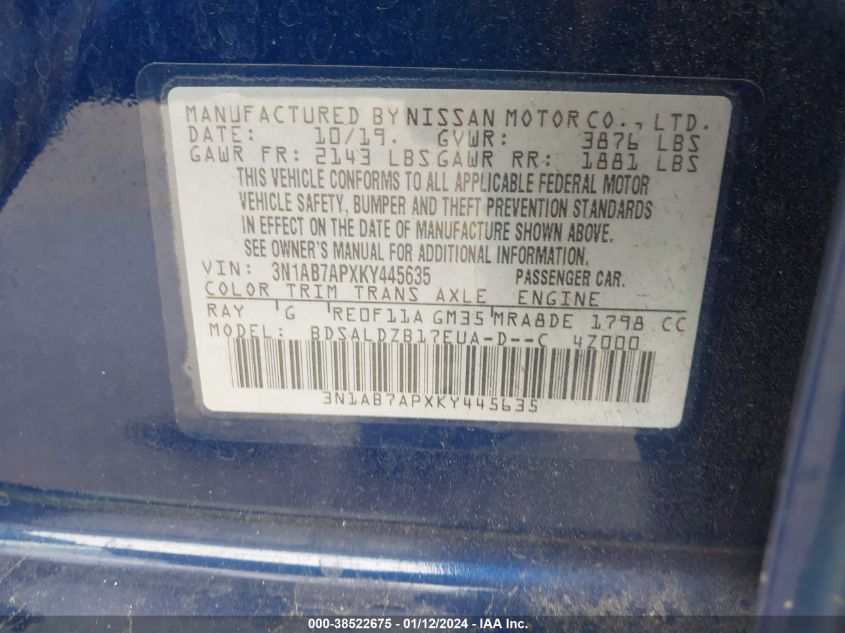 MANUFACTURED BY NISSAN MOTOR CO., LTD.
DATE: 10/19. GVWR: 3876 LBS
GAWR FR: 2143 LBS GAWR RR: 1881 LBS
THIS VEHICLE CONFORMS TO ALL APPLICABLE FEDERAL MOTOR
VEHICLE SAFETY, BUMPER AND THEFT PREVENTION STANDARDS
IN EFFECT ON THE DATE OF MANUFACTURE SHOWN ABOVE.
SEE OWNER'S MANUAL FOR ADDITIONAL INFORMATION.
VIN: 3N1AB7APXKY445635 PASSENGER CAR.
COLOR TRIM TRANS AXLE ENGINE
RAY G RE0F11A GM35 MRA8DE 1798 CC
MODEL: BDSALDZB17EUA-D--C 4Z000
3N1AB7APXKY445635
000-38522675 - 01/12/2024 - IAA Inc.